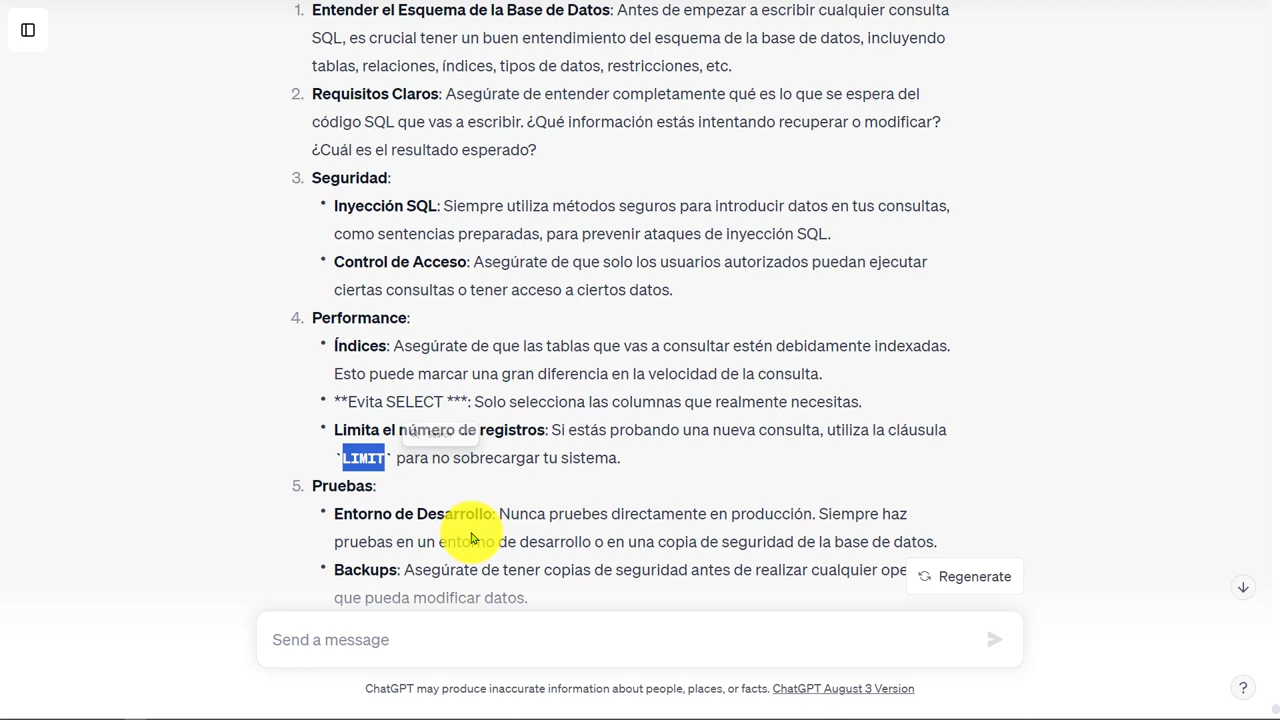 1. Entender el Esquema de la Base de Datos: Antes de empezar a escribir cualquier consulta
SQL, es crucial tener un buen entendimiento del esquema de la base de datos, incluyendo
tablas, relaciones, índices, tipos de datos, restricciones, etc.
2. Requisitos Claros: Asegúrate de entender completamente qué es lo que se espera del
código SQL que vas a escribir. ¿Qué información estás intentando recuperar o modificar?
¿Cuál es el resultado esperado?
3. Seguridad:
• Inyección SQL: Siempre utiliza métodos seguros para introducir datos en tus consultas,
como sentencias preparadas, para prevenir ataques de inyección SQL.
• Control de Acceso: Asegúrate de que solo los usuarios autorizados puedan ejecutar
ciertas consultas o tener acceso a ciertos datos.
4. Performance:
• Índices: Asegúrate de que las tablas que vas a consultar estén debidamente indexadas.
Esto puede marcar una gran diferencia en la velocidad de la consulta.
• **Evita SELECT ***: Solo selecciona las columnas que realmente necesitas.
• Limita el número de registros: Si estás probando una nueva consulta, utiliza la cláusula
`LIMIT` para no sobrecargar tu sistema.
5. Pruebas:
• Entorno de Desarrollo: Nunca pruebes directamente en producción. Siempre haz
pruebas en un entorno de desarrollo o en una copia de seguridad de la base de datos.
• Backups: Asegúrate de tener copias de seguridad antes de realizar cualquier ope
que pueda modificar datos.
Regenerate
Send a message
ChatGPT may produce inaccurate information about people, places, or facts. ChatGPT August 3 Version
?